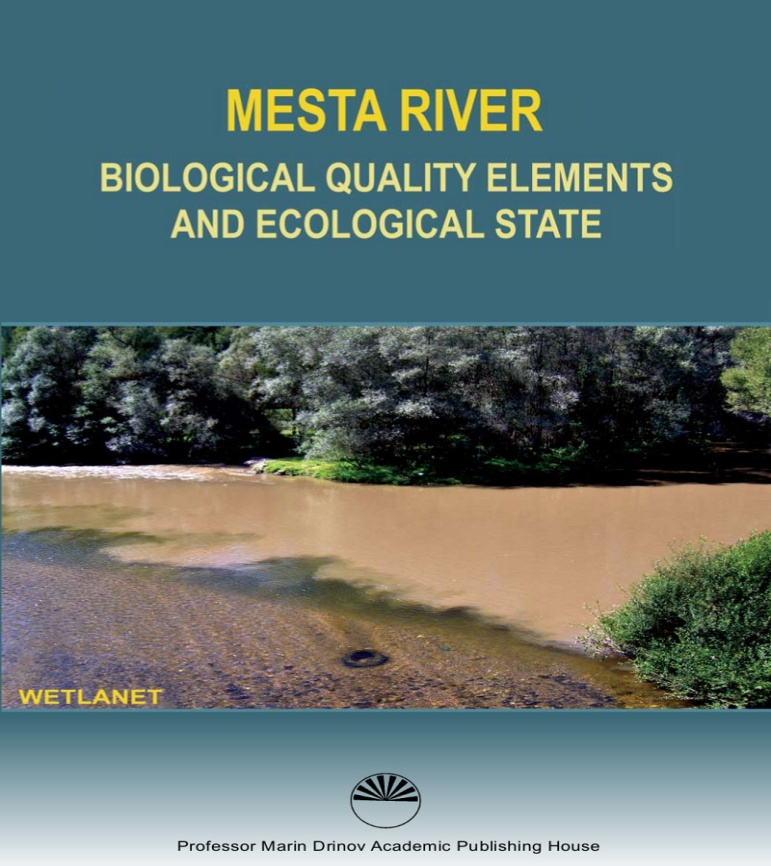 MESTA RIVER
BIOLOGICAL QUALITY ELEMENTS
AND ECOLOGICAL STATE
WETLANET
Professor Marin Drinov Academic Publishing House